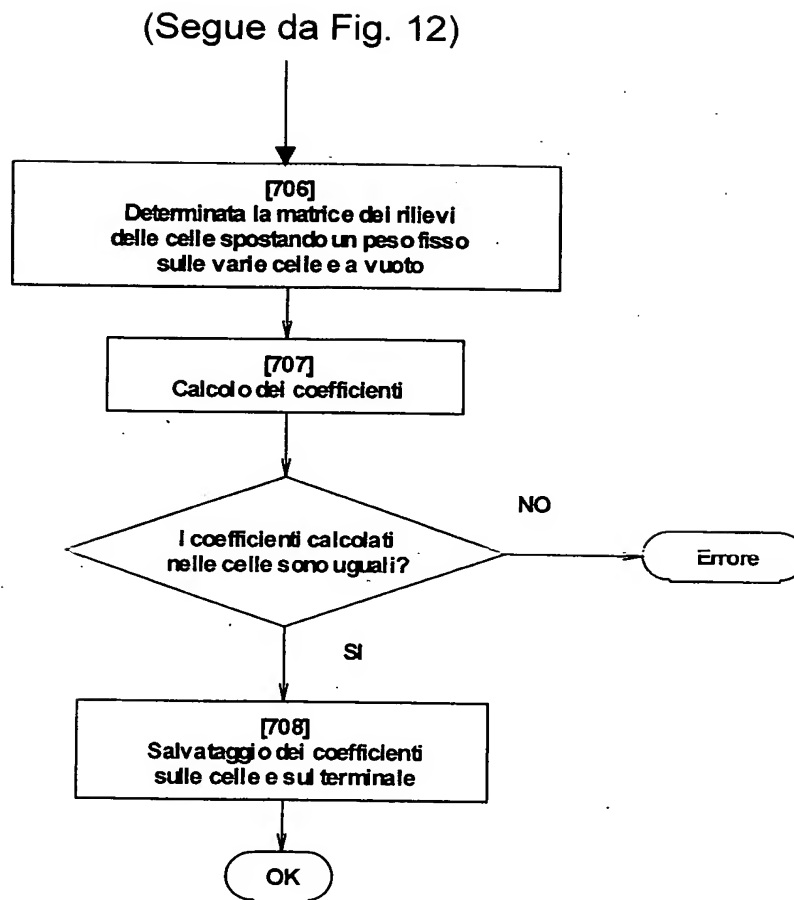 (Segue da Fig. 12)
[706]
Determinata la matrice dei rilievi
delle celle spostando un peso fisso
sulle varie celle e a vuoto
[707]
Calcolo dei coefficienti
I coefficienti calcolati
nelle celle sono uguali?
NO
Errore
SI
[708]
Salvataggio dei coefficienti
sulle celle e sul terminale
OK